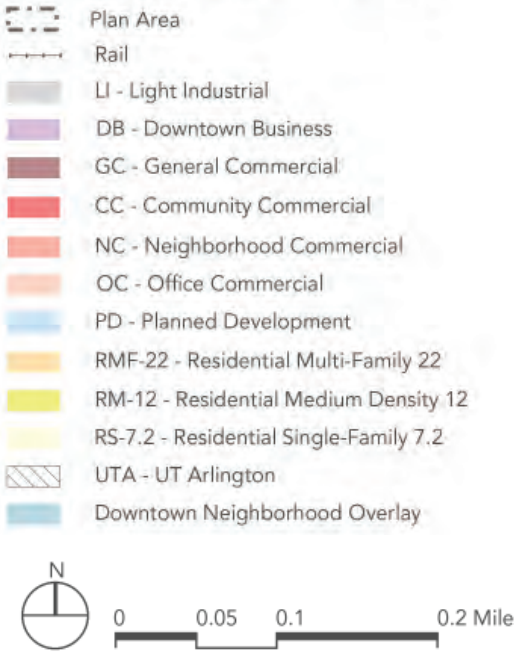 Plan Area
Rail
LI - Light Industrial
DB - Downtown Business
GC - General Commercial
CC - Community Commercial
NC - Neighborhood Commercial
OC - Office Commercial
PD - Planned Development
RMF-22 - Residential Multi-Family 22
RM-12 - Residential Medium Density 12
RS-7.2 - Residential Single-Family 7.2
UTA - UT Arlington
Downtown Neighborhood Overlay
N
0 0.05 0.1 0.2 Mile